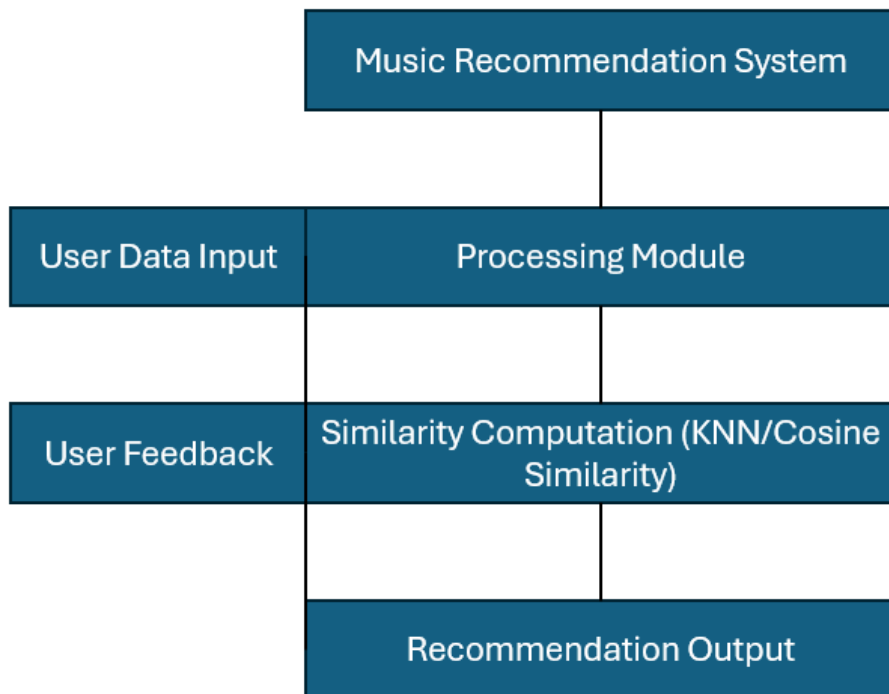 Music Recommendation System
User Data Input
Processing Module
User Feedback
Similarity Computation (KNN/Cosine
Similarity)
Recommendation Output